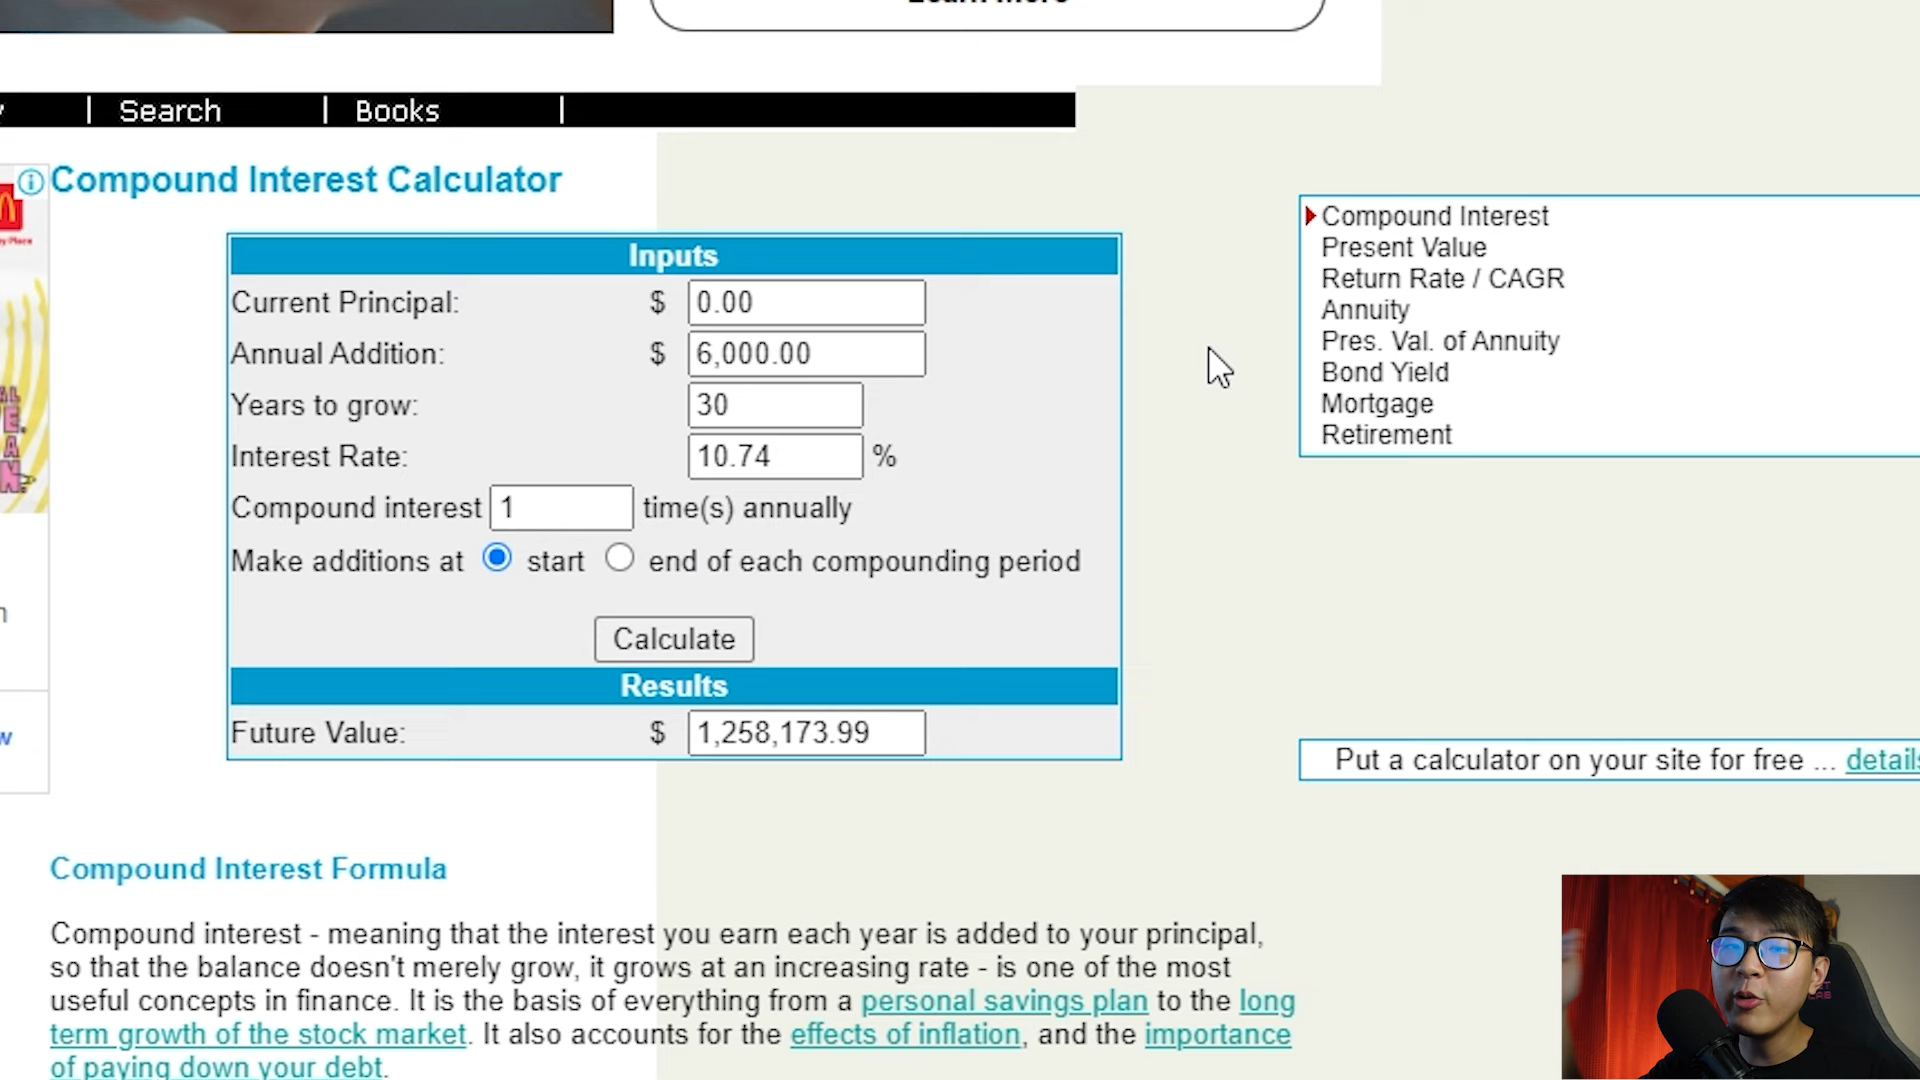 Learn more
| Search | Books |
Compound Interest Calculator
Inputs
Current Principal: $ 0.00
Annual Addition: $ 6,000.00
Years to grow: 30
Interest Rate: 10.74 %
Compound interest 1 time(s) annually
Make additions at start end of each compounding period
Calculate
Results
Future Value: $ 1,258,173.99
Compound Interest
Present Value
Return Rate / CAGR
Annuity
Pres. Val. of Annuity
Bond Yield
Mortgage
Retirement
Put a calculator on your site for free ... details
Compound Interest Formula
Compound interest - meaning that the interest you earn each year is added to your principal,
so that the balance doesn't merely grow, it grows at an increasing rate - is one of the most
useful concepts in finance. It is the basis of everything from a personal savings plan to the long
term growth of the stock market. It also accounts for the effects of inflation, and the importance
of paying down your debt.